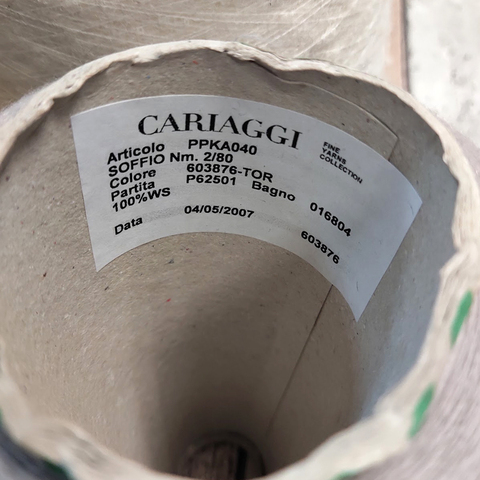 CARIAGGI
FINE
YARNS
COLLECTION
Articolo PPKA040
SOFFIO Nm. 2/80
Colore 603876-TOR
Partita P62501 Bagno 016804
100%WS
Data 04/05/2007 603876